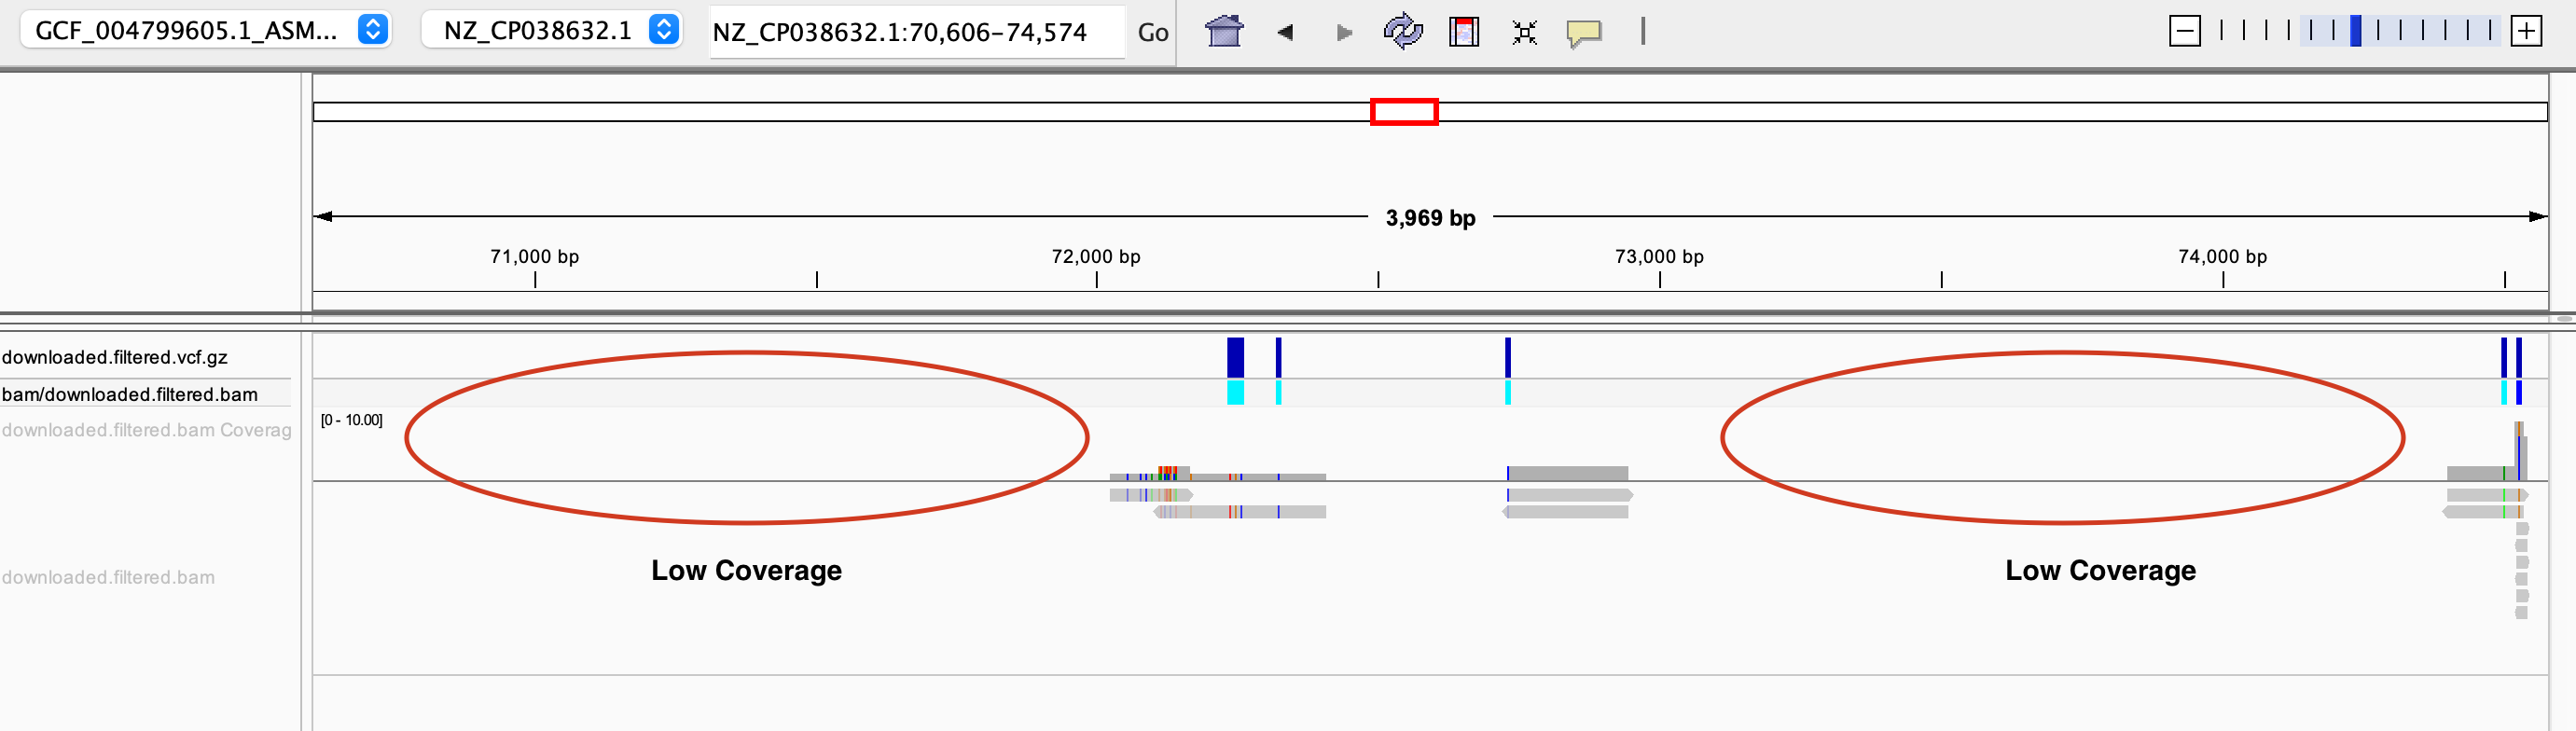 GCF_004799605.1_ASM... NZ_CP038632.1 NZ_CP038632.1:70,606-74,574 Go
3,969 bp
71,000 bp 72,000 bp 73,000 bp 74,000 bp
downloaded.filtered.vcf.gz
bam/downloaded.filtered.bam
[0 - 10.00]
downloaded.filtered.bam Coverag
Low Coverage Low Coverage
downloaded.filtered.bam